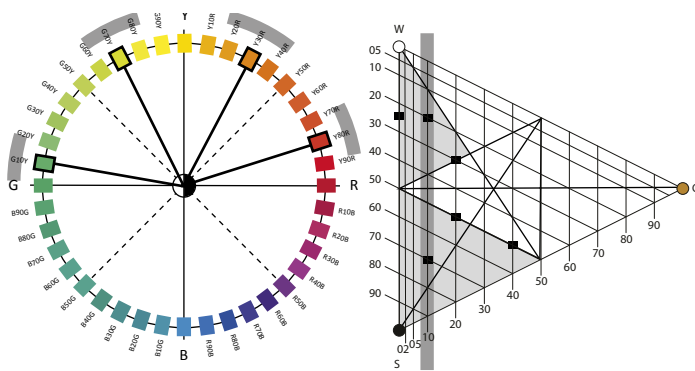 Y
Y10R
Y20R
Y30R
Y40R
Y50R
Y60R
Y70R
Y80R
Y90R
R
R10B
R20B
R30B
R40B
R50B
R60B
R70B
R80B
R90B
B
B10G
B20G
B30G
B40G
B50G
B60G
B70G
B80G
B90G
G
G10Y
G20Y
G30Y
G40Y
G50Y
G60Y
G70Y
G80Y
G90Y
W
05
10
20
30
40
50
60
70
80
90
S
02
05
10
20
30
40
50
60
70
80
90